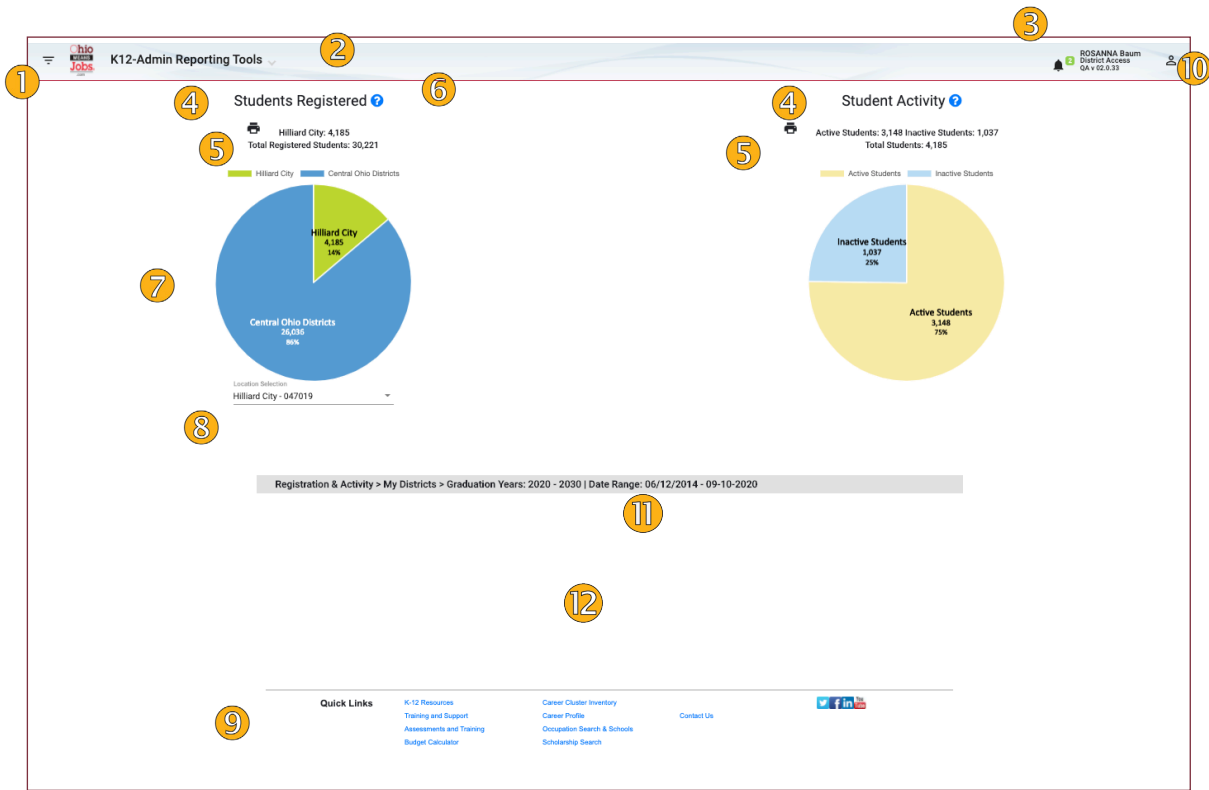 3
2
Ohio
MEANS
Jobs
K12-Admin Reporting Tools
2
ROSANNA Baum
District Access
QA v 02.0.33
1
10
6
4
Students Registered ?
4
Student Activity ?
5
Hilliard City: 4,185
Total Registered Students: 30,221
5
Active Students: 3,148 Inactive Students: 1,037
Total Students: 4,185
Hilliard City Central Ohio Districts
Active Students Inactive Students
Hilliard City
4,185
14%
Inactive Students
1,037
25%
7
Central Ohio Districts
26,036
86%
Active Students
3,148
75%
Location Selection
Hilliard City - 047019
8
Registration & Activity > My Districts > Graduation Years: 2020 - 2030 | Date Range: 06/12/2014 - 09-10-2020
11
12
9
Quick Links
K-12 Resources
Training and Support
Assessments and Training
Budget Calculator
Career Cluster Inventory
Career Profile
Occupation Search & Schools
Scholarship Search
Contact Us
f in You